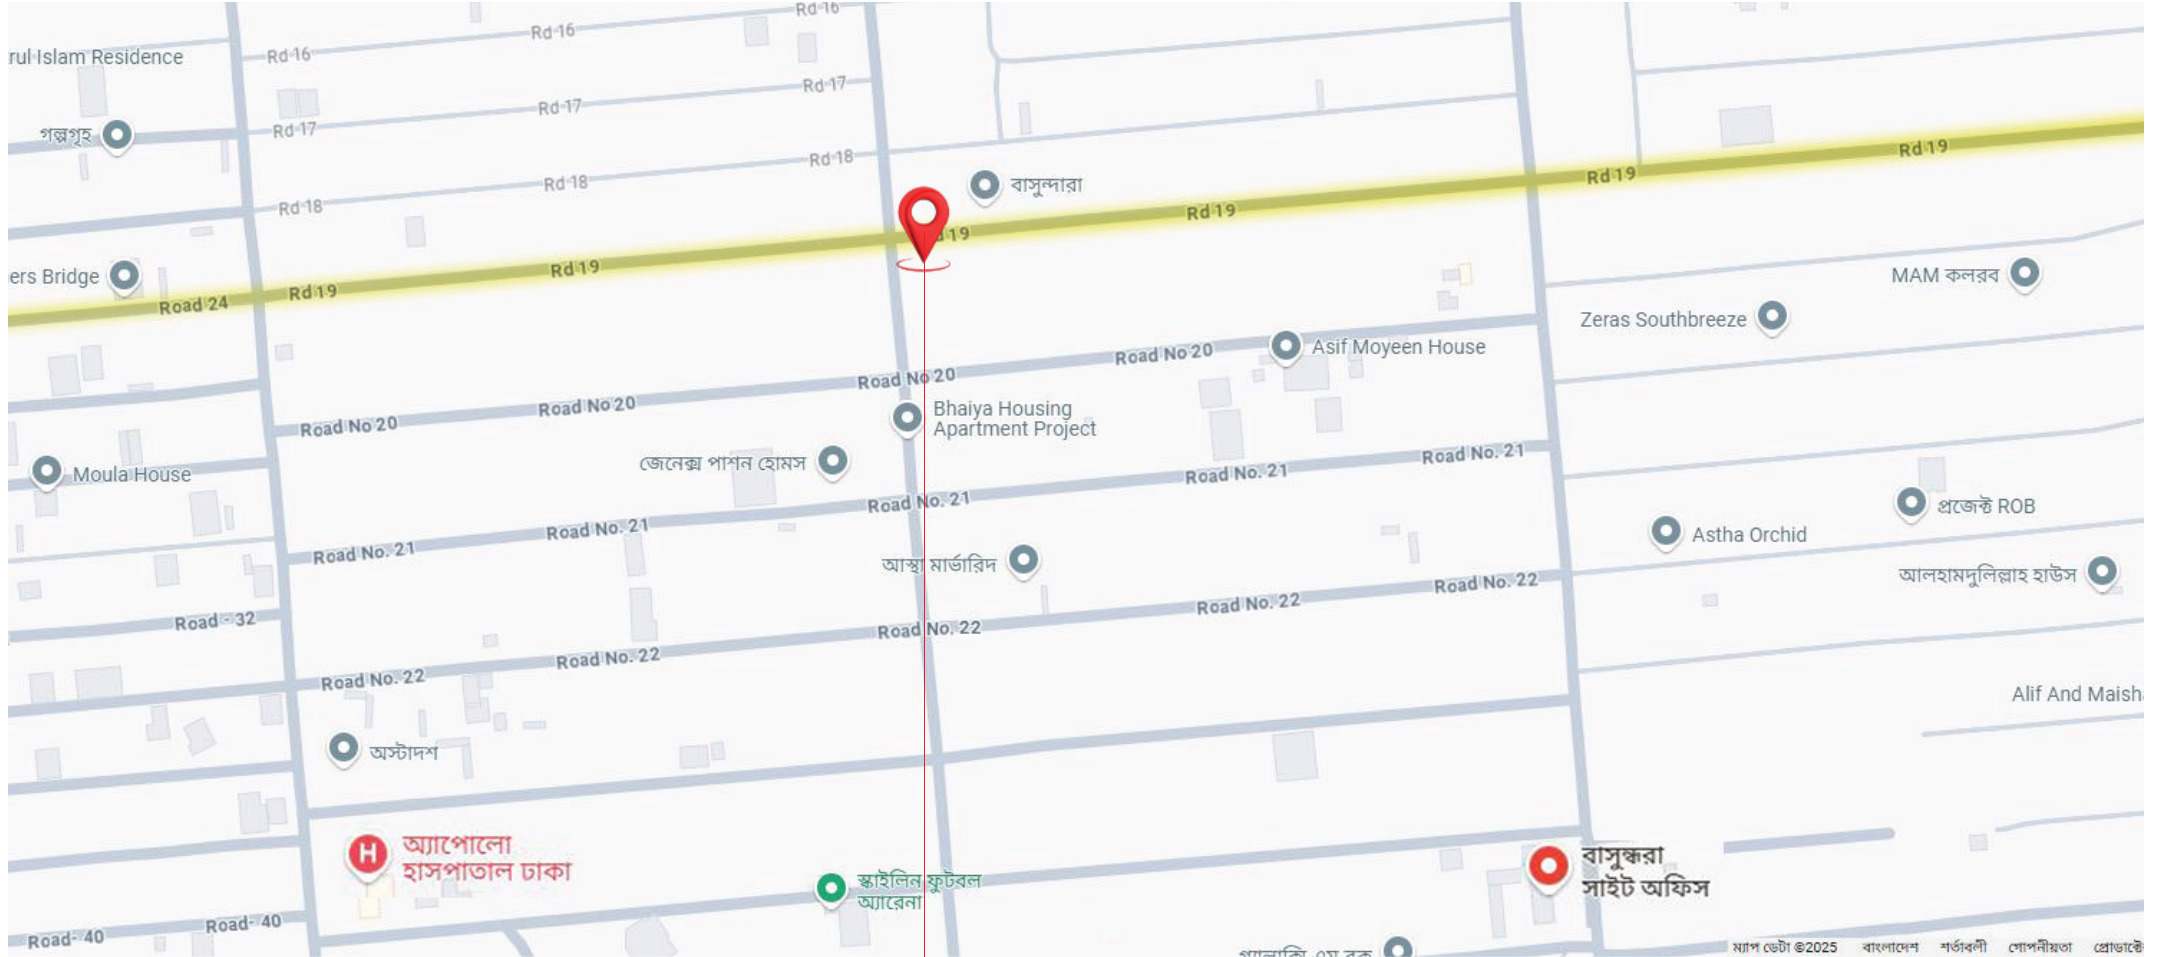 Rd 16
Rd 16
Rd 16
rul Islam Residence
Rd 17
Rd 17
Rd 17
গল্পগৃহ
Rd 18
Rd 18
Rd 18
বাসুন্দারা
Rd 19
Rd 19
Rd 19
Rd 19
19
Rd 19
Road 24
ers Bridge
MAM কলরব
Zeras Southbreeze
Asif Moyeen House
Road No 20
Road No 20
Road No 20
Road No 20
Bhaiya Housing
Apartment Project
জেনেক্স পাশন হোমস
Moula House
Road No. 21
Road No. 21
Road No. 21
Road No. 21
Road No. 21
প্রজেক্ট ROB
Astha Orchid
আস্থা মার্ভারিদ
আলহামদুলিল্লাহ হাউস
Road No. 22
Road No. 22
Road No. 22
Road No. 22
Road No. 22
Road - 32
Alif And Maisha
অস্টাদশ
অ্যাপোলো
হাসপাতাল ঢাকা
স্কাইলিন ফুটবল
অ্যারেনা
বাসুন্ধরা
সাইট অফিস
Road- 40
Road- 40
ম্যাপ ডেটা ©2025 বাংলাদেশ শর্তাবলী গোপনীয়তা